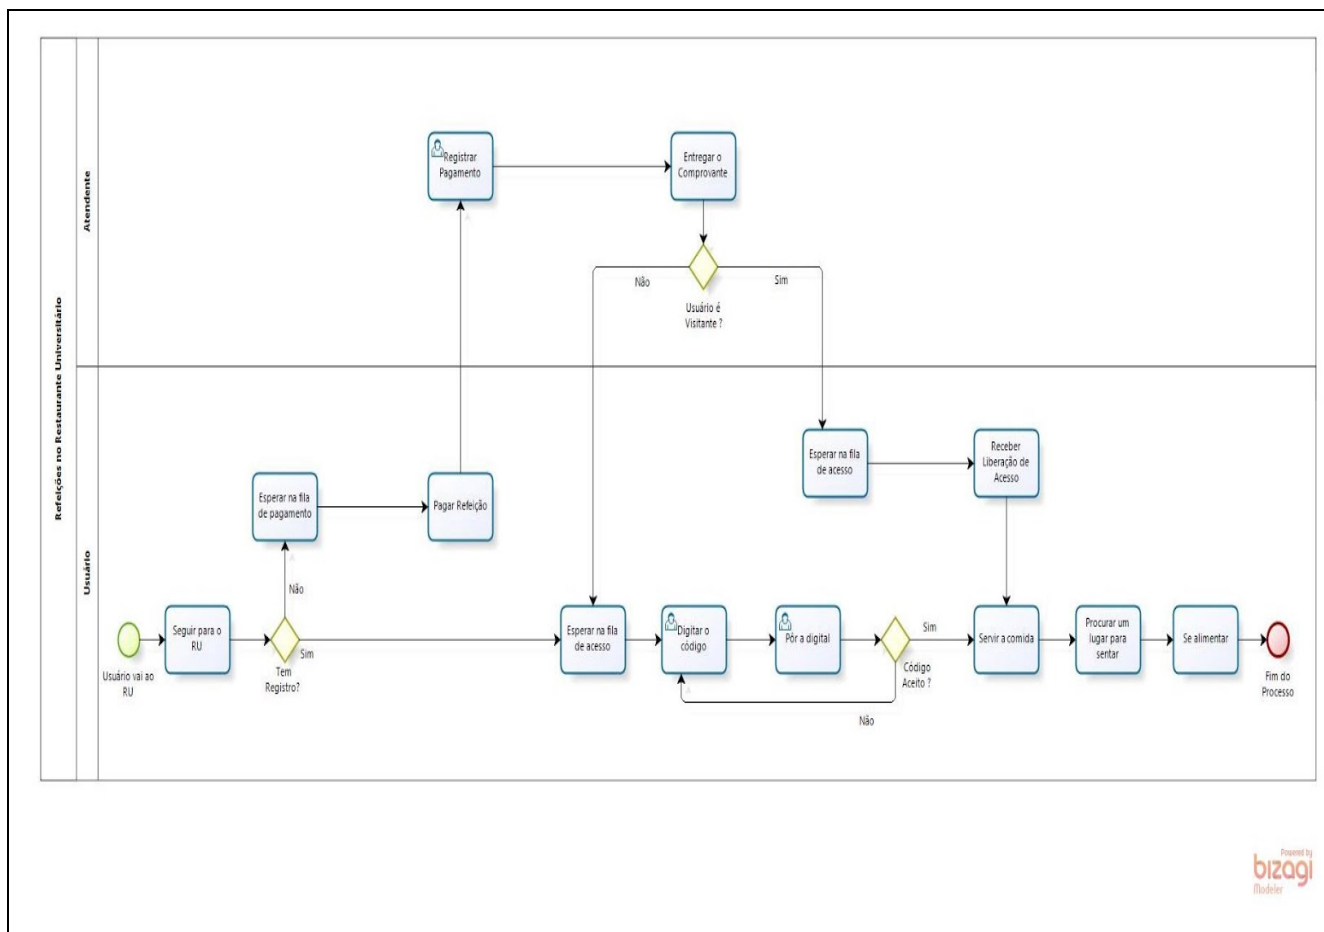 Refeições no Restaurante Universitário
Atendente
Registrar
Pagamento
Entregar o
Comprovante
Não
Sim
Usuário é
Visitante ?
Usuário
Esperar na fila
de acesso
Receber
Liberação de
Acesso
Esperar na fila
de pagamento
Pagar Refeição
Não
Usuário vai ao
RU
Seguir para o
RU
Sim
Tem
Registro?
Esperar na fila
de acesso
Digitar o
código
Pôr a digital
Sim
Código
Aceito ?
Não
Servir a comida
Procurar um
lugar para
sentar
Se alimentar
Fim do
Processo
Powered by
bizagi
Modeler